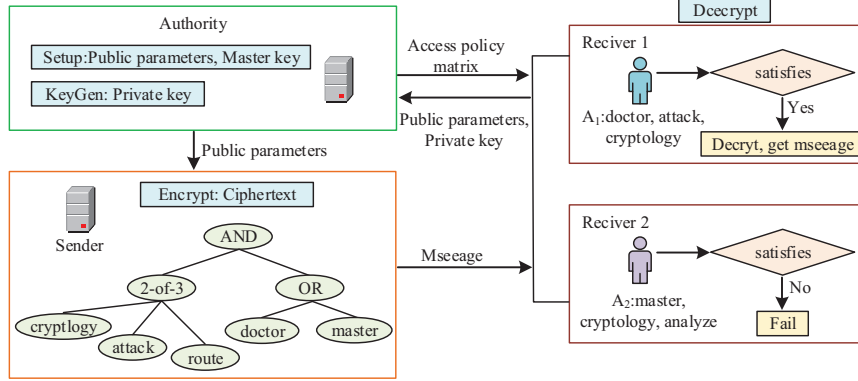 Authority
Setup:Public parameters, Master key
KeyGen: Private key
Public parameters
Encrypt: Ciphertext
Sender
AND
2-of-3
OR
cryptlogy
attack
route
doctor
master
Access policy
matrix
Public parameters,
Private key
Mseeage
Dcecrypt
Reciver 1
satisfies
A1:doctor, attack,
cryptology
Yes
Decryt, get mseeage
Reciver 2
satisfies
A2:master,
cryptology, analyze
No
Fail